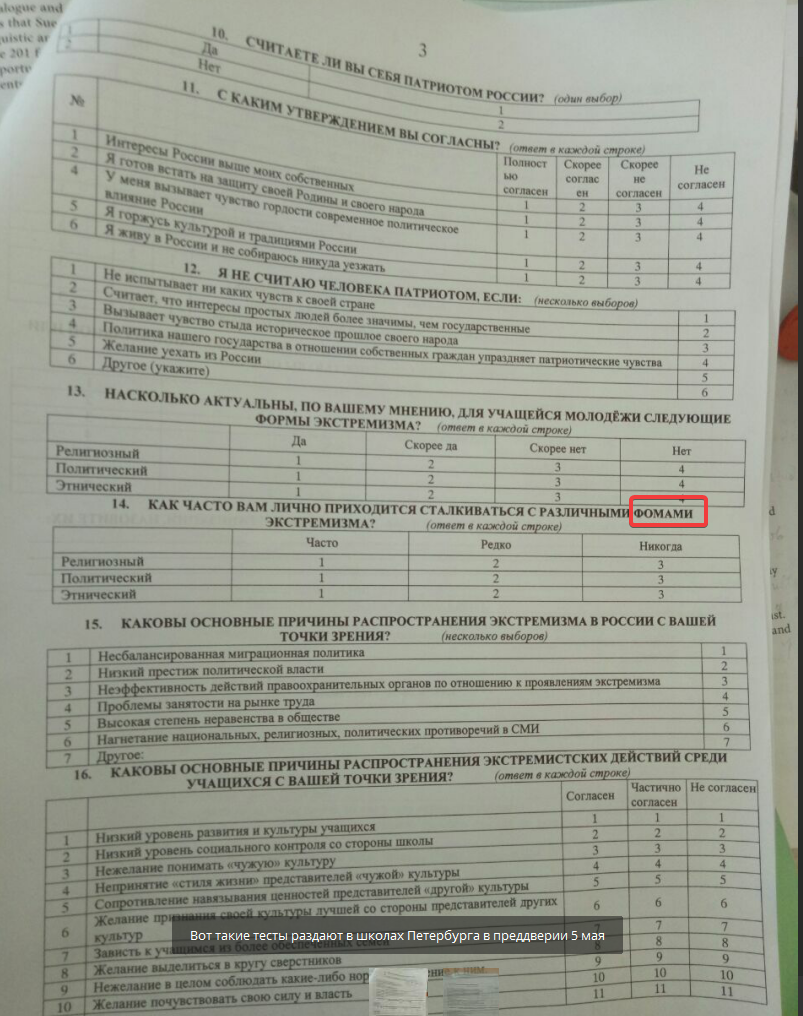 alogue and
s that Sue
3
10. СЧИТАЕТЕ ЛИ ВЫ СЕБЯ ПАТРИОТОМ РОССИИ? (один выбор)
1 Да 1
2 Нет 2
11. С КАКИМ УТВЕРЖДЕНИЕМ ВЫ СОГЛАСНЫ? (ответ в каждой строке)
№ Полност Скорее Скорее Не
ью соглас не согласен
согласен ен согласен
1 Интересы России выше моих собственных 1 2 3 4
2 Я готов встать на защиту своей Родины и своего народа 1 2 3 4
4 У меня вызывает чувство гордости современное политическое 1 2 3 4
влияние России
5 Я горжусь культурой и традициями России 1 2 3 4
6 Я живу в России и не собираюсь никуда уезжать 1 2 3 4
12. Я НЕ СЧИТАЮ ЧЕЛОВЕКА ПАТРИОТОМ, ЕСЛИ: (несколько выборов)
1 Не испытывает ни каких чувств к своей стране 1
2 Считает, что интересы простых людей более значимы, чем государственные 2
3 Вызывает чувство стыда историческое прошлое своего народа 3
4 Политика нашего государства в отношении собственных граждан упраздняет патриотические чувства 4
5 Желание уехать из России 5
6 Другое (укажите) 6
13. НАСКОЛЬКО АКТУАЛЬНЫ, ПО ВАШЕМУ МНЕНИЮ, ДЛЯ УЧАЩЕЙСЯ МОЛОДЁЖИ СЛЕДУЮЩИЕ
ФОРМЫ ЭКСТРЕМИЗМА? (ответ в каждой строке)
Да Скорее да Скорее нет Нет
Религиозный 1 2 3 4
Политический 1 2 3 4
Этнический 1 2 3 4
14. КАК ЧАСТО ВАМ ЛИЧНО ПРИХОДИТСЯ СТАЛКИВАТЬСЯ С РАЗЛИЧНЫМИ ФОМАМИ
ЭКСТРЕМИЗМА? (ответ в каждой строке)
Часто Редко Никогда
Религиозный 1 2 3
Политический 1 2 3
Этнический 1 2 3
15. КАКОВЫ ОСНОВНЫЕ ПРИЧИНЫ РАСПРОСТРАНЕНИЯ ЭКСТРЕМИЗМА В РОССИИ С ВАШЕЙ
ТОЧКИ ЗРЕНИЯ? (несколько выборов)
1 Несбалансированная миграционная политика 1
2 Низкий престиж политической власти 2
3 Неэффективность действий правоохранительных органов по отношению к проявлениям экстремизма 3
4 Проблемы занятости на рынке труда 4
5 Высокая степень неравенства в обществе 5
6 Нагнетание национальных, религиозных, политических противоречий в СМИ 6
7 Другое: 7
16. КАКОВЫ ОСНОВНЫЕ ПРИЧИНЫ РАСПРОСТРАНЕНИЯ ЭКСТРЕМИСТСКИХ ДЕЙСТВИЙ СРЕДИ
УЧАЩИХСЯ С ВАШЕЙ ТОЧКИ ЗРЕНИЯ? (ответ в каждой строке)
Согласен Частично Не согласен
согласен
1 1 1
1 Низкий уровень развития и культуры учащихся 2 2 2
2 Низкий уровень социального контроля со стороны школы 3 3 3
3 Нежелание понимать «чужую» культуру 4 4 4
4 Непринятие «стиля жизни» представителей «чужой» культуры 5 5 5
5 Сопротивление навязывания ценностей представителей «другой» культуры
6 Желание признания своей культуры лучшей со стороны представителей других 6 6 6
культур 7 7 7
Вот такие тесты раздают в школах Петербурга в преддверии 5 мая
7 Зависть к учащимся из более обеспеченных семей 8 8 8
8 Желание выделиться в кругу сверстников 9 9 9
9 Нежелание в целом соблюдать какие-либо 10 10 10
10 Желание почувствовать свою силу и власть 11 11 11